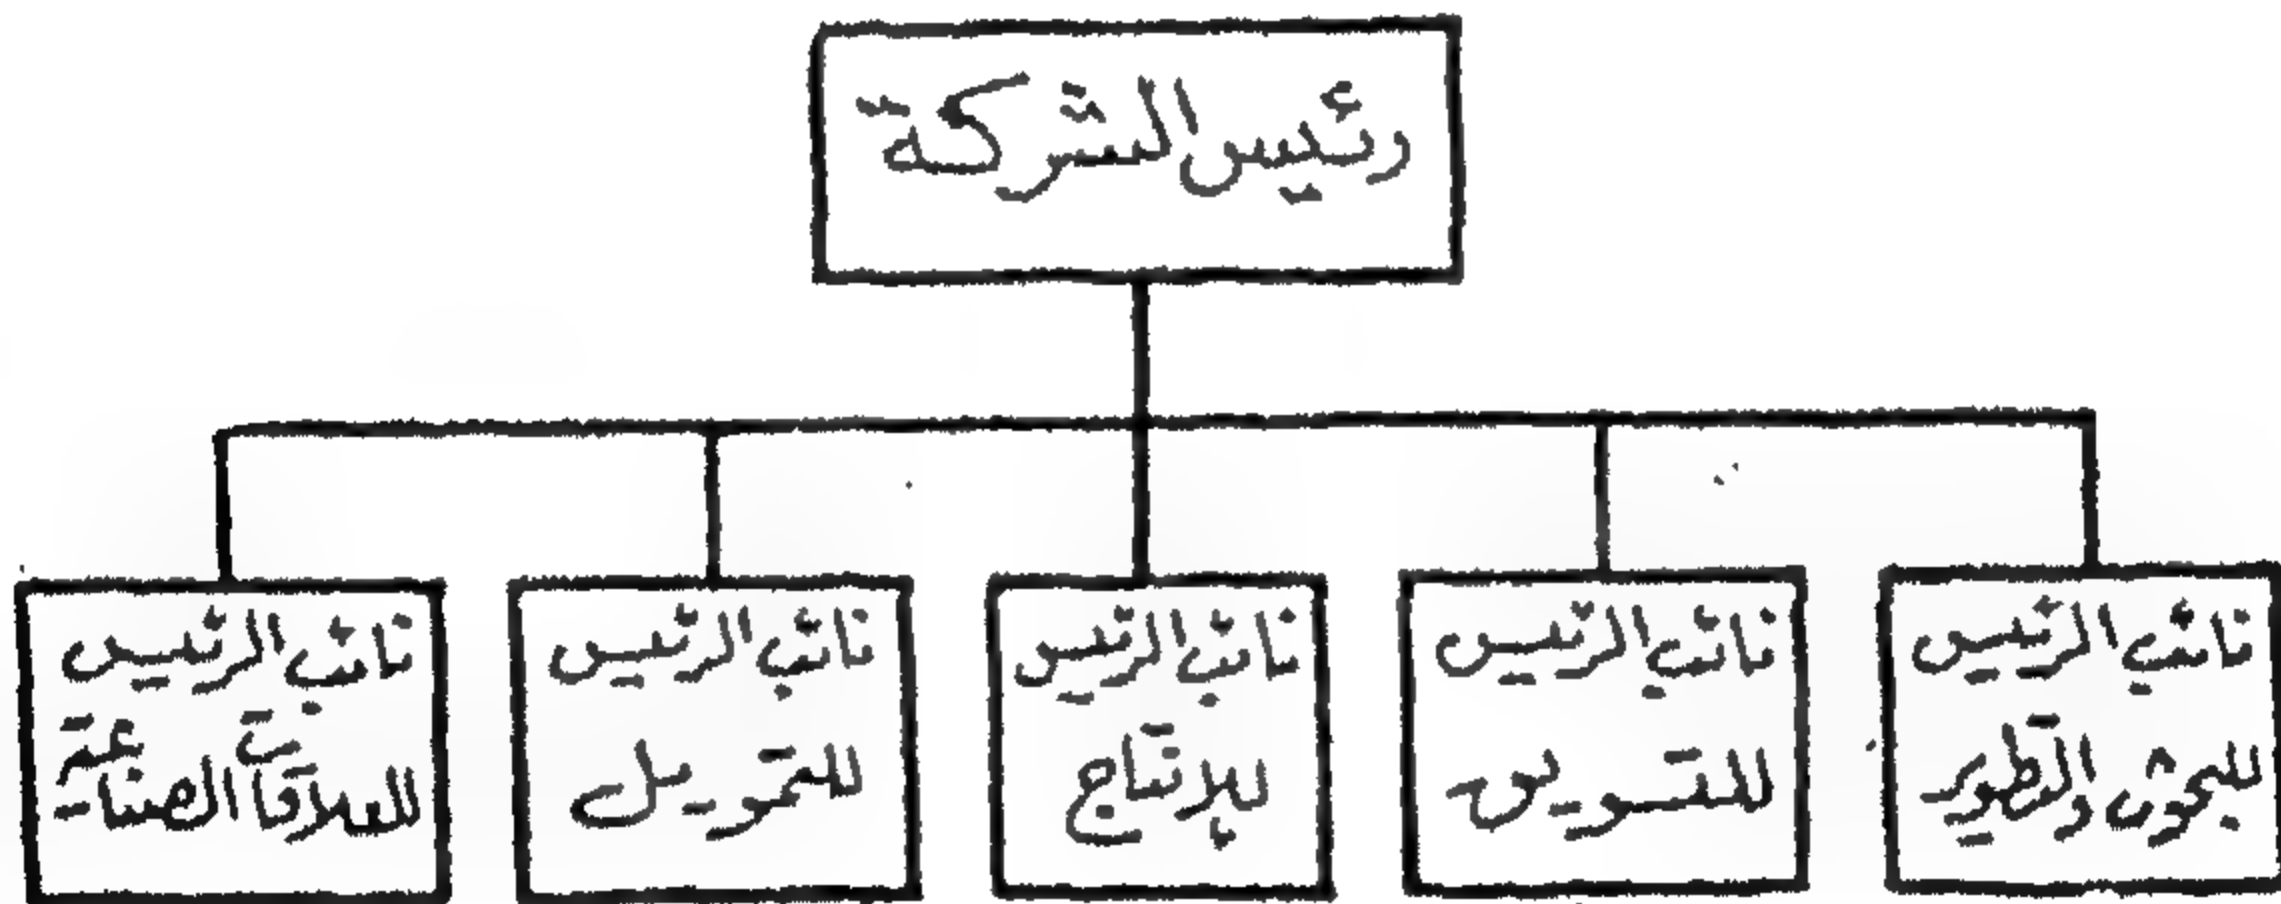 رئيس الشركة
نائب الرئيس
للبحوث والتطوير
نائب الرئيس
للتسويق
نائب الرئيس
للإنتاج
نائب الرئيس
للتمويل
نائب الرئيس
للعلاقات الصناعية